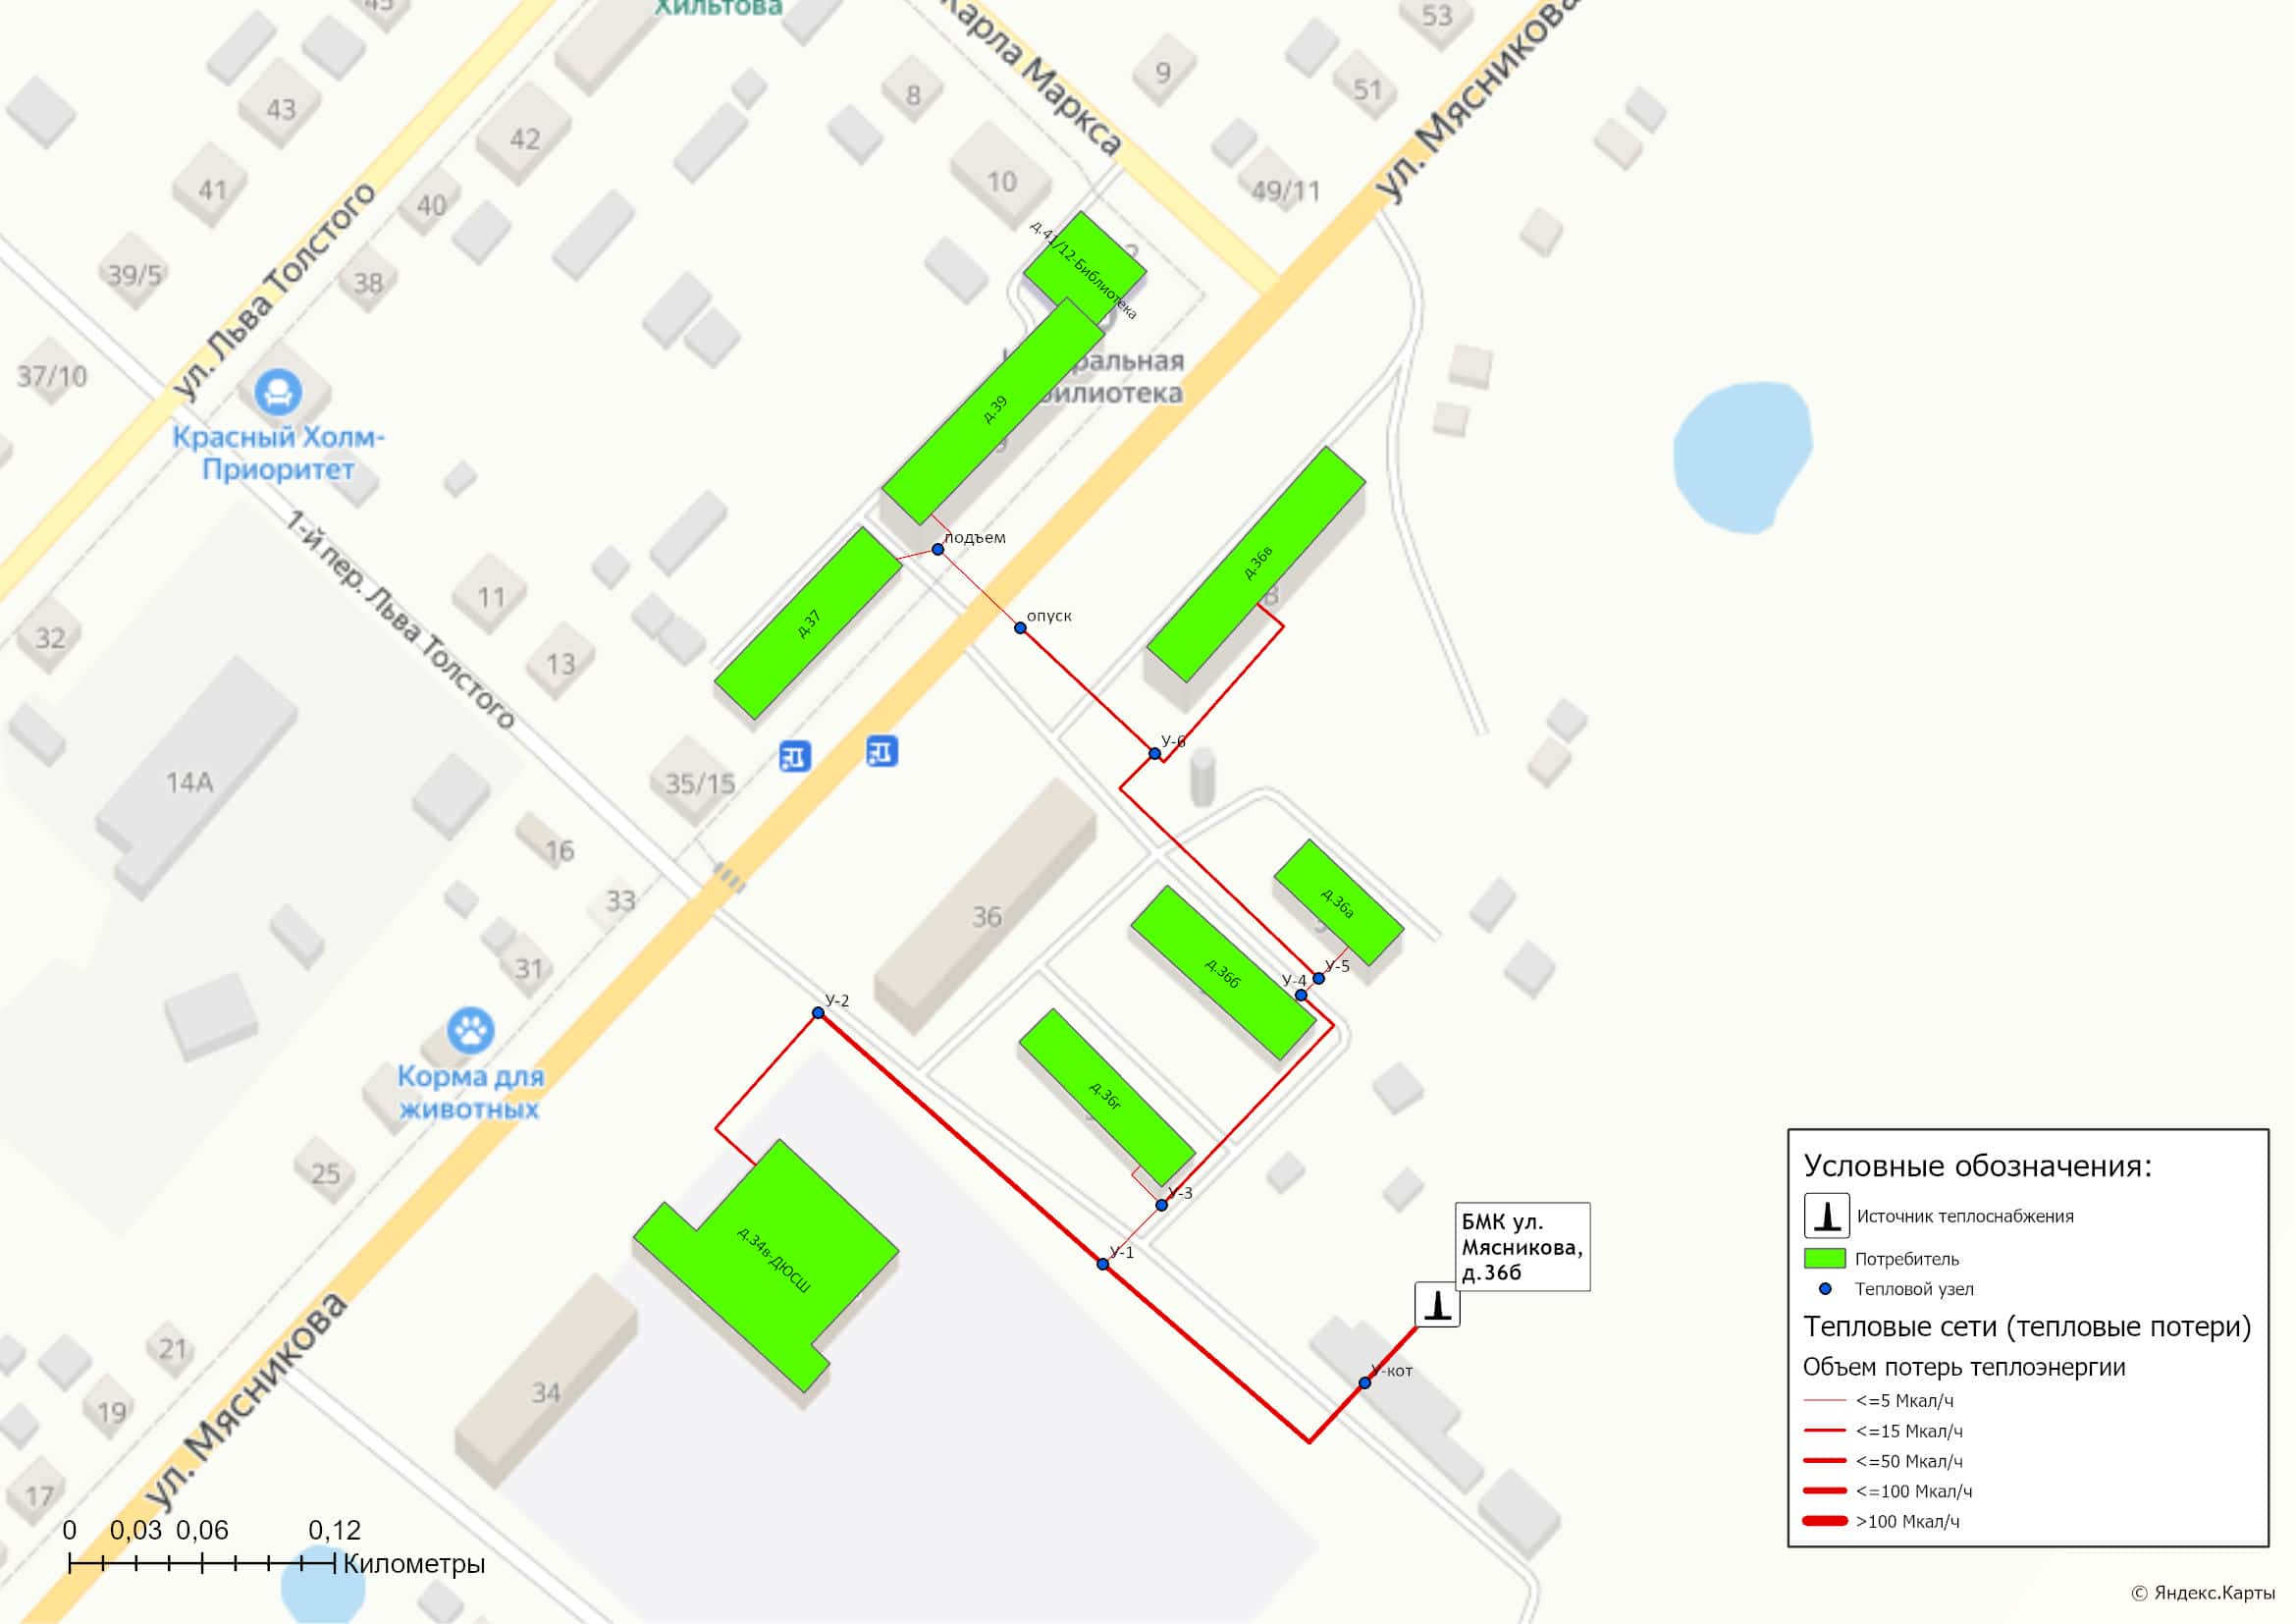 45
Хильтова
Карла Маркса
53
ул. Мясникова
43
42
8
9
51
41
40
10
49/11
39/5
38
ул. Льва Толстого
д.41/12-Библиотека
37/10
Красный Холм-
Приоритет
д.39
1-й пер. Льва Толстого
подъем
д.36в
11
опуск
д.37
32
13
У-6
14А
35/15
16
33
36
д.36а
31
д.36б
У-5
У-4
У-2
Корма для
животных
д.36г
25
У-3
У-1
д.34в-ДЮСШ
БМК ул.
Мясникова,
д.36б
У-кот
21
34
19
17
ул. Мясникова
0 0,03 0,06 0,12
Километры
Условные обозначения:
Источник теплоснабжения
Потребитель
Тепловой узел
Тепловые сети (тепловые потери)
Объем потерь теплоэнергии
<=5 Мкал/ч
<=15 Мкал/ч
<=50 Мкал/ч
<=100 Мкал/ч
>100 Мкал/ч
© Яндекс.Карты